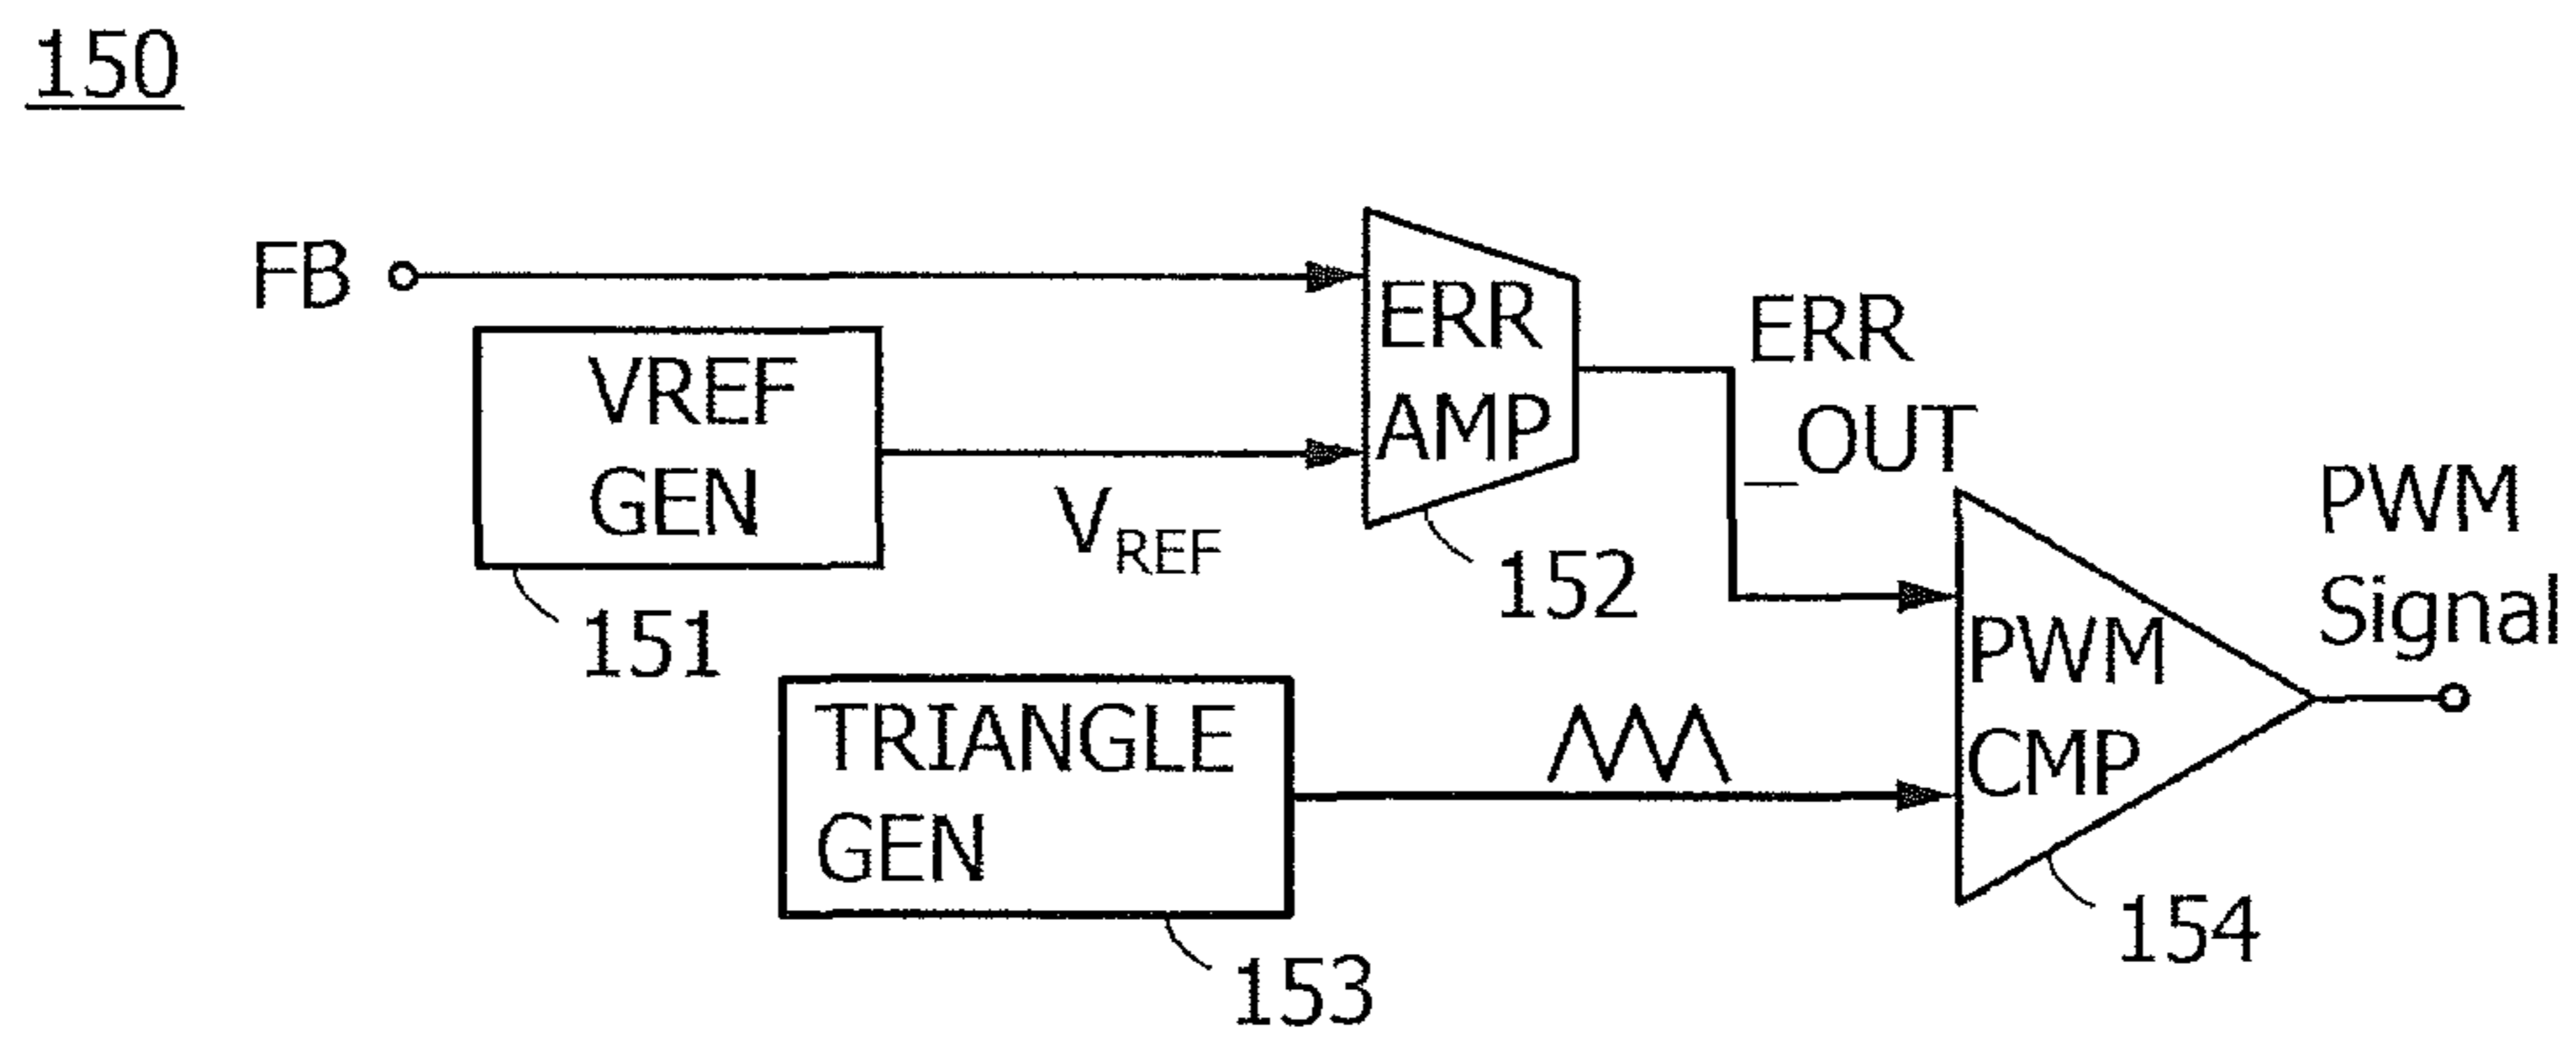 150
FB
VREF
GEN
151
V_REF
ERR
AMP
152
ERR
_OUT
TRIANGLE
GEN
153
PWM
CMP
154
PWM
Signal